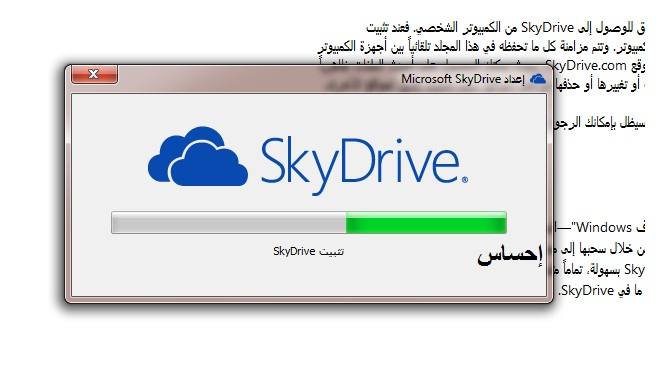 ق للوصول إلى SkyDrive من الكمبيوتر الشخصي. فعند تثبيت
كمبيوتر. وتتم مزامنة كل ما تحفظه في هذا المجلد تلقائياً بين أجهزة الكمبيوتر
وقع SkyDrive.com
إعداد Microsoft SkyDrive
أو تغييرها أو حذفها
سيظل بإمكانك الرجو
SkyDrive
ف Windows"—ا
تثبيت SkyDrive
إحساس
ن خلال سحبها إلى م
Sky بسهولة، تماماً م
ما في SkyDrive.